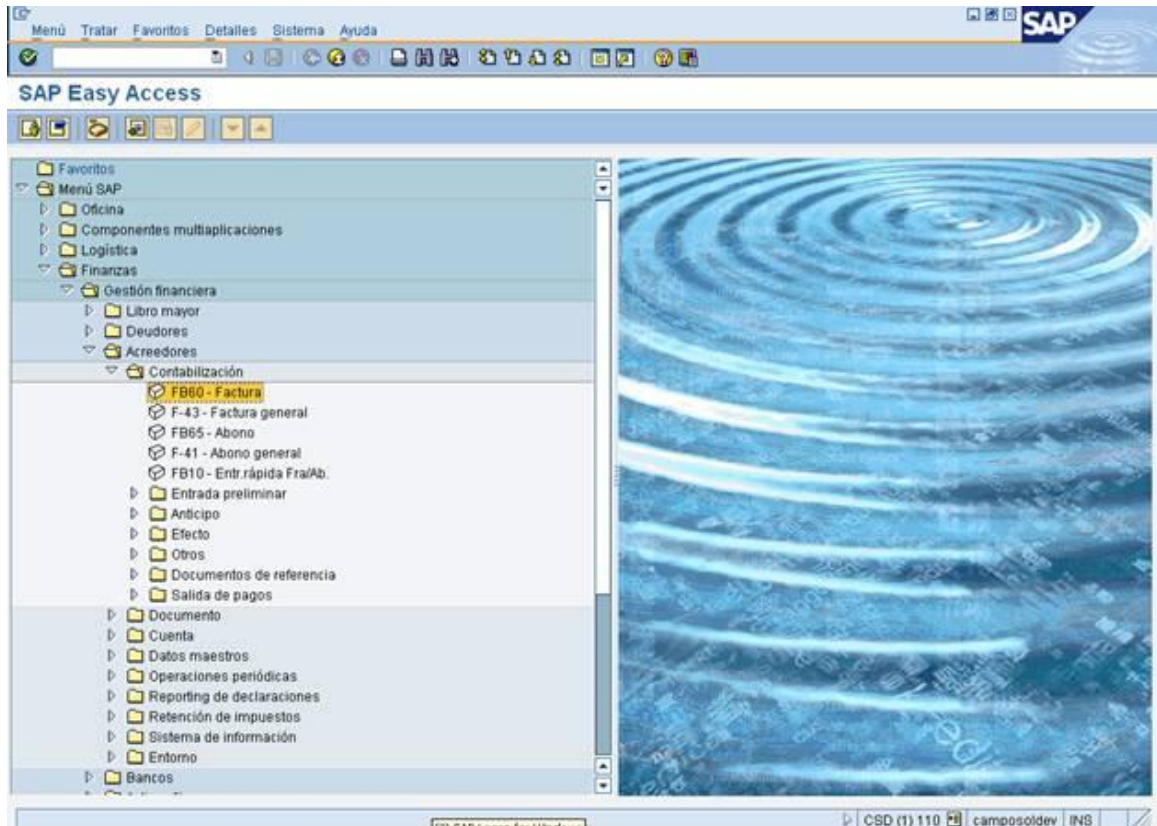 Menú Tratar Favoritos Detalles Sistema Ayuda
SAP
SAP Easy Access
Favoritos
Menú SAP
Oficina
Componentes multiaplicaciones
Logística
Finanzas
Gestión financiera
Libro mayor
Deudores
Acreedores
Contabilización
FB60 - Factura
F-43 - Factura general
FB65 - Abono
F-41 - Abono general
FB10 - Entr.rápida Fra/Ab.
Entrada preliminar
Anticipo
Efecto
Otros
Documentos de referencia
Salida de pagos
Documento
Cuenta
Datos maestros
Operaciones periódicas
Reporting de declaraciones
Retención de impuestos
Sistema de información
Entorno
Bancos
CSD (1) 110 camposoldev INS